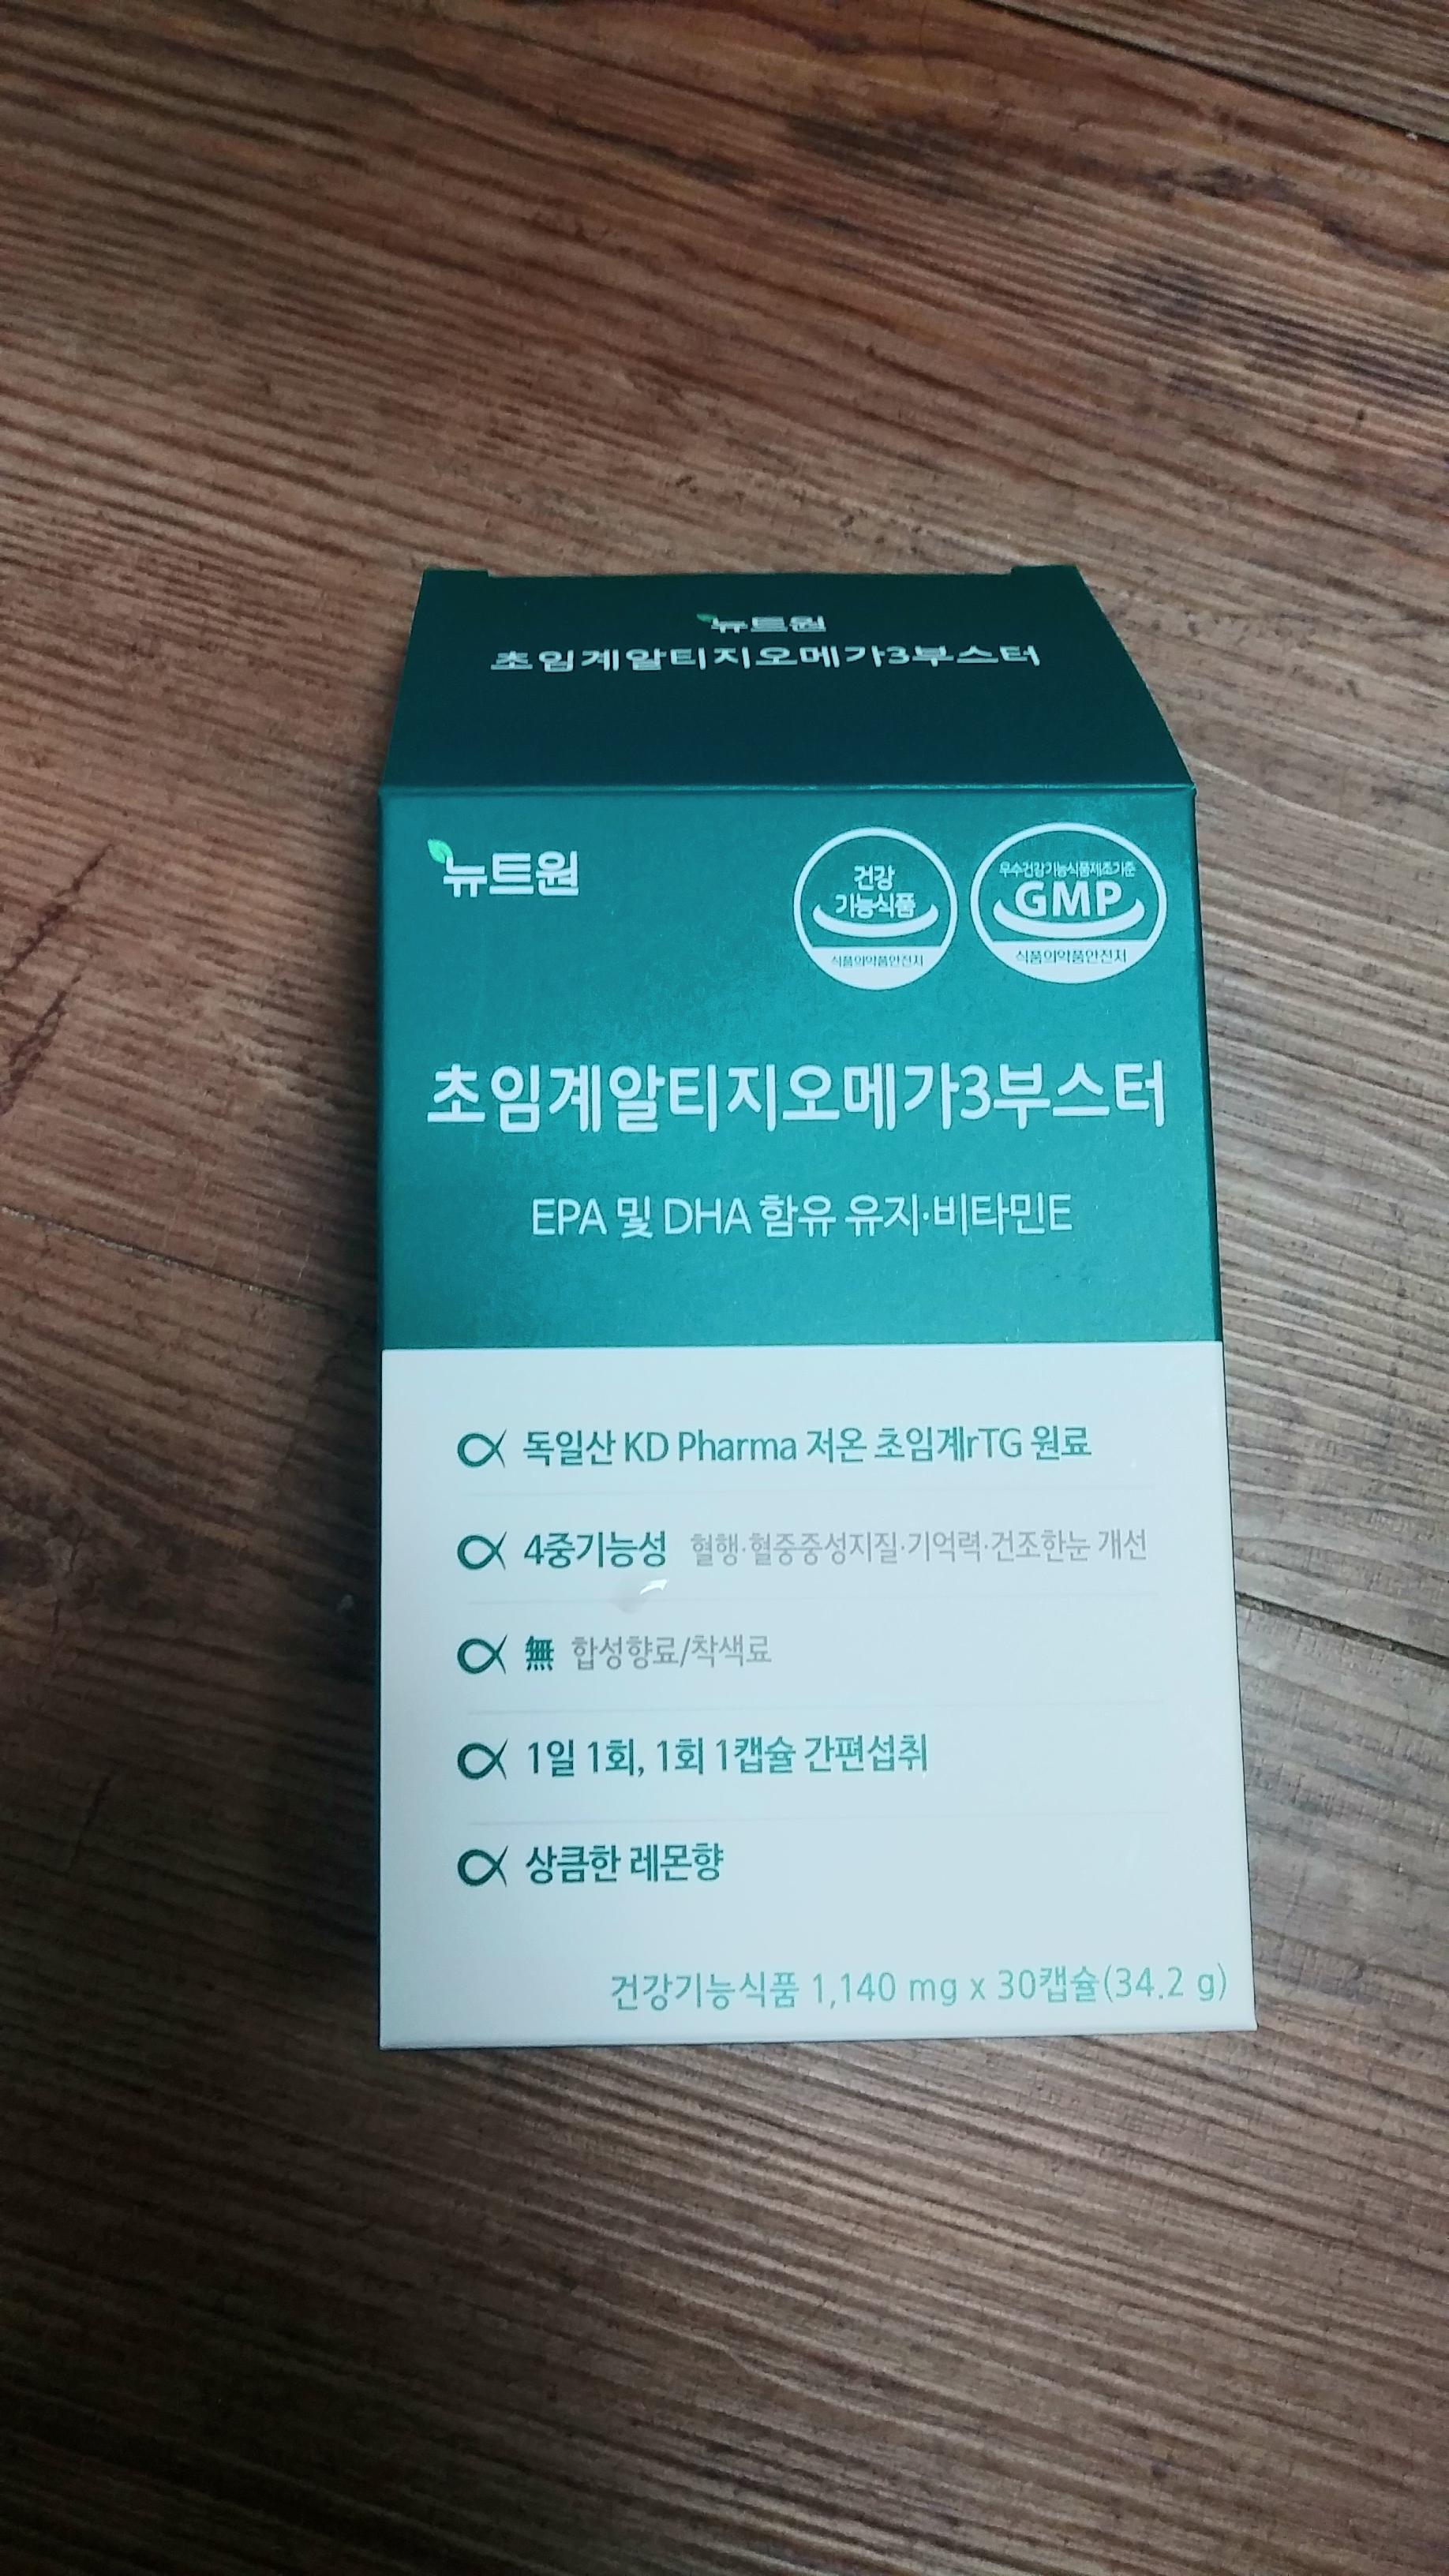 뉴트원
초임계알티지오메가3부스터
뉴트원
건강
기능식품
식품의약품안전처
우수건강기능식품제조기준
GMP
식품의약품안전처
초임계알티지오메가3부스터
EPA 및 DHA 함유 유지·비타민E
독일산 KD Pharma 저온 초임계rTG 원료
4중기능성 혈행·혈중중성지질·기억력·건조한눈 개선
無 합성향료/착색료
1일 1회, 1회 1캡슐 간편섭취
상큼한 레몬향
건강기능식품 1,140 mg x 30캡슐(34.2 g)